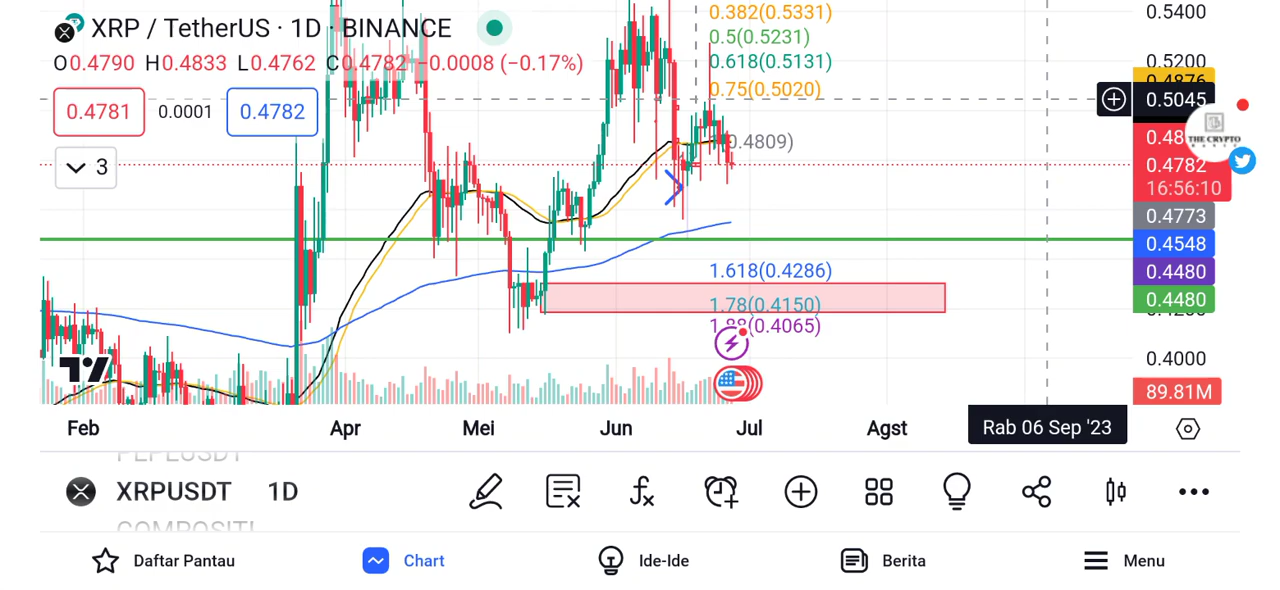 0.382(0.5331)
0.5400
XRP / TetherUS · 1D · BINANCE
0.5(0.5231)
O0.4790 H0.4833 L0.4762 C0.4782 −0.0008 (−0.17%)
0.618(0.5131)
0.5200
0.75(0.5020)
0.4876
0.5045
0.4781 0.0001 0.4782
0.4809)
0.48
THE CRYPTO
3
0.4782
16:56:10
0.4773
0.4548
1.618(0.4286)
0.4480
1.78(0.4150)
0.4480
1.88(0.4065)
0.4000
89.81M
Feb Apr Mei Jun Jul Agst Rab 06 Sep '23
PEPEUSDT
XRPUSDT 1D
Daftar Pantau Chart Ide-Ide Berita Menu